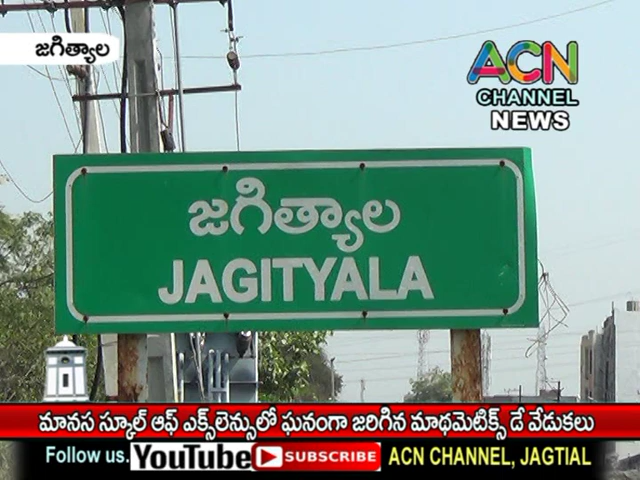 జగిత్యాల
ACN
CHANNEL
NEWS
జగిత్యాల
JAGITYALA
మానస స్కూల్ ఆఫ్ ఎక్స్‌లెన్సులో ఘనంగా జరిగిన మాథమెటిక్స్ డే వేడుకలు
Follow us. YouTube SUBSCRIBE ACN CHANNEL, JAGTIAL